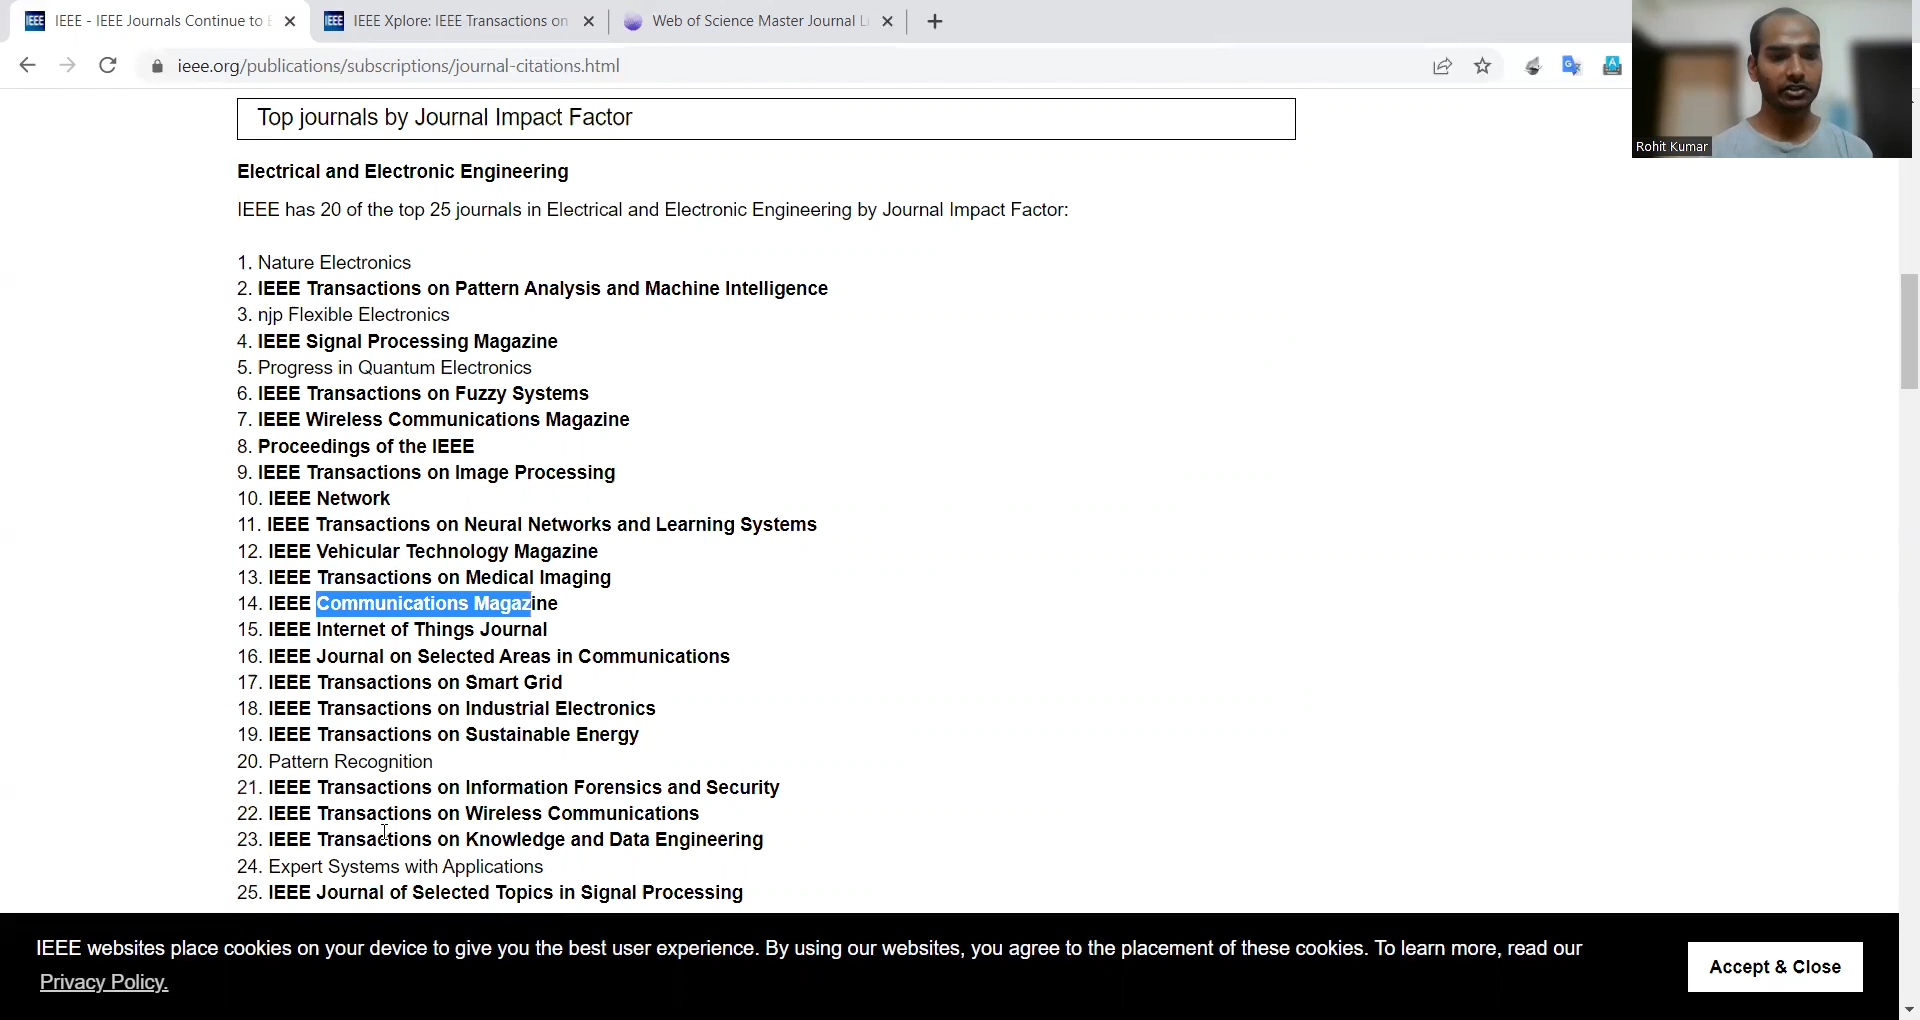 IEEE - IEEE Journals Continue to E
IEEE Xplore: IEEE Transactions on
Web of Science Master Journal Li
ieee.org/publications/subscriptions/journal-citations.html
Rohit Kumar
Top journals by Journal Impact Factor
Electrical and Electronic Engineering
IEEE has 20 of the top 25 journals in Electrical and Electronic Engineering by Journal Impact Factor:
1. Nature Electronics
2. IEEE Transactions on Pattern Analysis and Machine Intelligence
3. njp Flexible Electronics
4. IEEE Signal Processing Magazine
5. Progress in Quantum Electronics
6. IEEE Transactions on Fuzzy Systems
7. IEEE Wireless Communications Magazine
8. Proceedings of the IEEE
9. IEEE Transactions on Image Processing
10. IEEE Network
11. IEEE Transactions on Neural Networks and Learning Systems
12. IEEE Vehicular Technology Magazine
13. IEEE Transactions on Medical Imaging
14. IEEE Communications Magazine
15. IEEE Internet of Things Journal
16. IEEE Journal on Selected Areas in Communications
17. IEEE Transactions on Smart Grid
18. IEEE Transactions on Industrial Electronics
19. IEEE Transactions on Sustainable Energy
20. Pattern Recognition
21. IEEE Transactions on Information Forensics and Security
22. IEEE Transactions on Wireless Communications
23. IEEE Transactions on Knowledge and Data Engineering
24. Expert Systems with Applications
25. IEEE Journal of Selected Topics in Signal Processing
IEEE websites place cookies on your device to give you the best user experience. By using our websites, you agree to the placement of these cookies. To learn more, read our
Privacy Policy.
Accept & Close